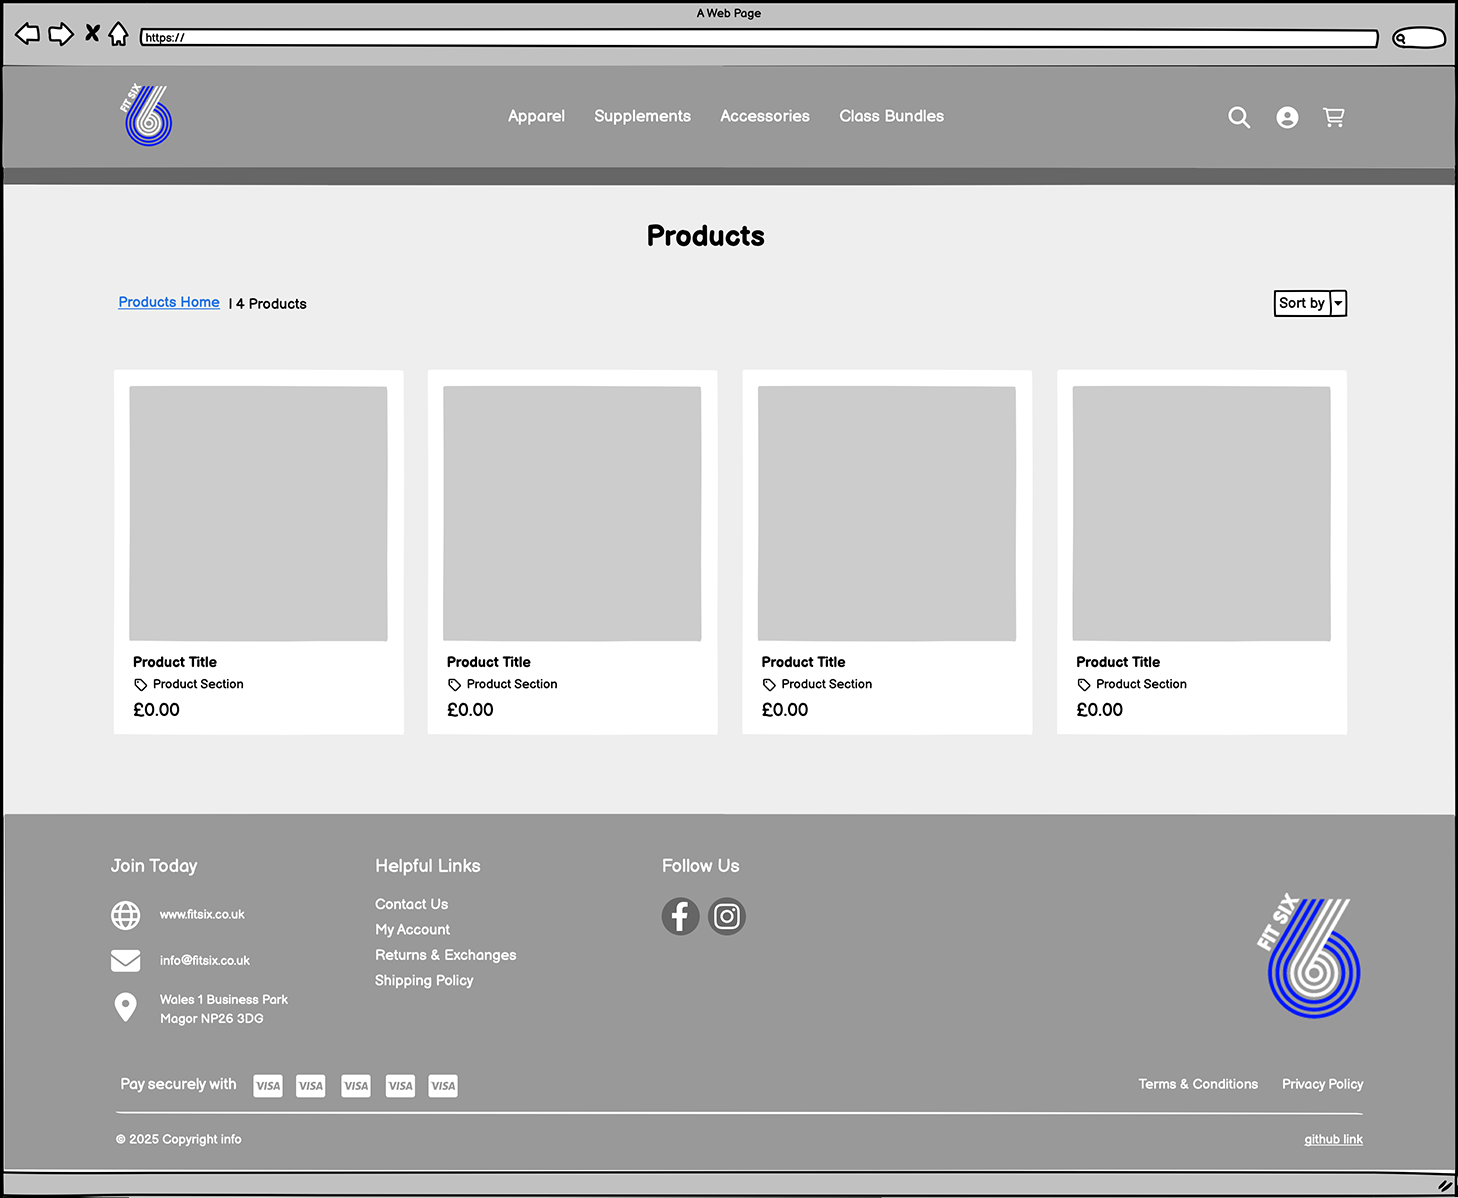 A Web Page
https://
FIT SIX
6
Apparel Supplements Accessories Class Bundles
Products
Products Home | 4 Products
Sort by
Product Title
Product Section
£0.00
Product Title
Product Section
£0.00
Product Title
Product Section
£0.00
Product Title
Product Section
£0.00
Join Today
www.fitsix.co.uk
info@fitsix.co.uk
Wales 1 Business Park
Magor NP26 3DG
Helpful Links
Contact Us
My Account
Returns & Exchanges
Shipping Policy
Follow Us
FIT SIX
6
Pay securely with VISA VISA VISA VISA VISA
Terms & Conditions Privacy Policy
© 2025 Copyright info
github link